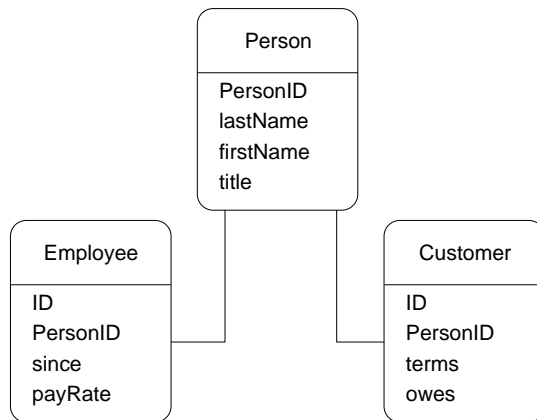 Person
PersonID
lastName
firstName
title
Employee
ID
PersonID
since
payRate
Customer
ID
PersonID
terms
owes